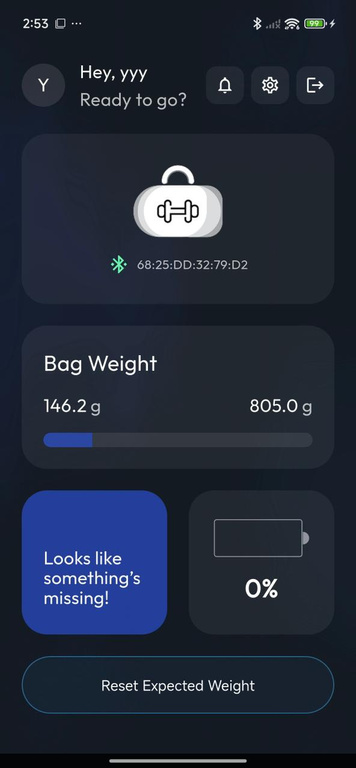 2:53
99
Y
Hey, yyy
Ready to go?
68:25:DD:32:79:D2
Bag Weight
146.2 g
805.0 g
Looks like
something's
missing!
0%
Reset Expected Weight